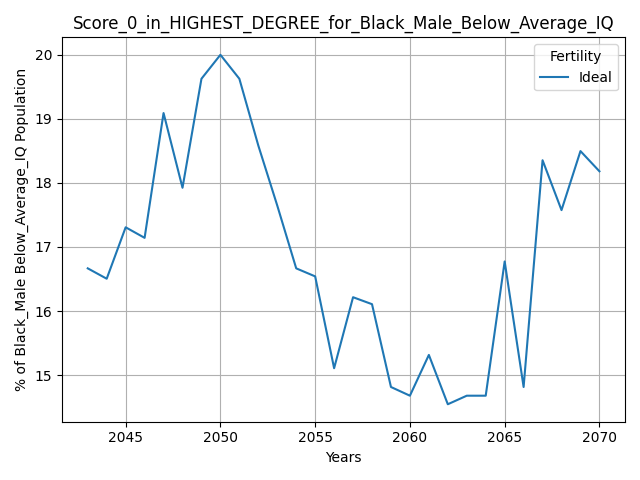 Score_0_in_HIGHEST_DEGREE_for_Black_Male_Below_Average_IQ
Fertility
Ideal
% of Black_Male Below_Average_IQ Population
20
19
18
17
16
15
2045 2050 2055 2060 2065 2070
Years